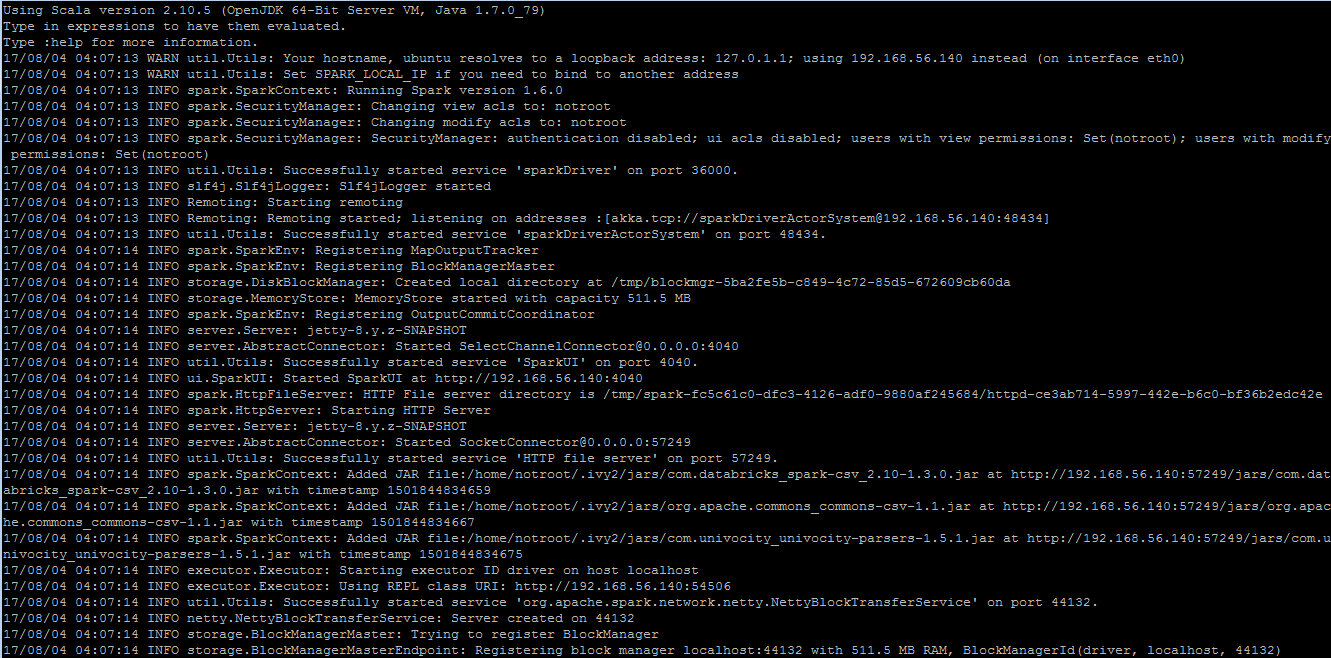 Using Scala version 2.10.5 (OpenJDK 64-Bit Server VM, Java 1.7.0_79)
Type in expressions to have them evaluated.
Type :help for more information.
17/08/04 04:07:13 WARN util.Utils: Your hostname, ubuntu resolves to a loopback address: 127.0.1.1; using 192.168.56.140 instead (on interface eth0)
17/08/04 04:07:13 WARN util.Utils: Set SPARK_LOCAL_IP if you need to bind to another address
17/08/04 04:07:13 INFO spark.SparkContext: Running Spark version 1.6.0
17/08/04 04:07:13 INFO spark.SecurityManager: Changing view acls to: notroot
17/08/04 04:07:13 INFO spark.SecurityManager: Changing modify acls to: notroot
17/08/04 04:07:13 INFO spark.SecurityManager: SecurityManager: authentication disabled; ui acls disabled; users with view permissions: Set(notroot); users with modify
permissions: Set(notroot)
17/08/04 04:07:13 INFO util.Utils: Successfully started service 'sparkDriver' on port 36000.
17/08/04 04:07:13 INFO slf4j.Slf4jLogger: Slf4jLogger started
17/08/04 04:07:13 INFO Remoting: Starting remoting
17/08/04 04:07:13 INFO Remoting: Remoting started; listening on addresses :[akka.tcp://sparkDriverActorSystem@192.168.56.140:48434]
17/08/04 04:07:13 INFO util.Utils: Successfully started service 'sparkDriverActorSystem' on port 48434.
17/08/04 04:07:14 INFO spark.SparkEnv: Registering MapOutputTracker
17/08/04 04:07:14 INFO spark.SparkEnv: Registering BlockManagerMaster
17/08/04 04:07:14 INFO storage.DiskBlockManager: Created local directory at /tmp/blockmgr-5ba2fe5b-c849-4c72-85d5-672609cb60da
17/08/04 04:07:14 INFO storage.MemoryStore: MemoryStore started with capacity 511.5 MB
17/08/04 04:07:14 INFO spark.SparkEnv: Registering OutputCommitCoordinator
17/08/04 04:07:14 INFO server.Server: jetty-8.y.z-SNAPSHOT
17/08/04 04:07:14 INFO server.AbstractConnector: Started SelectChannelConnector@0.0.0.0:4040
17/08/04 04:07:14 INFO util.Utils: Successfully started service 'SparkUI' on port 4040.
17/08/04 04:07:14 INFO ui.SparkUI: Started SparkUI at http://192.168.56.140:4040
17/08/04 04:07:14 INFO spark.HttpFileServer: HTTP File server directory is /tmp/spark-fc5c61c0-dfc3-4126-adf0-9880af245684/httpd-ce3ab714-5997-442e-b6c0-bf36b2edc42e
17/08/04 04:07:14 INFO spark.HttpServer: Starting HTTP Server
17/08/04 04:07:14 INFO server.Server: jetty-8.y.z-SNAPSHOT
17/08/04 04:07:14 INFO server.AbstractConnector: Started SocketConnector@0.0.0.0:57249
17/08/04 04:07:14 INFO util.Utils: Successfully started service 'HTTP file server' on port 57249.
17/08/04 04:07:14 INFO spark.SparkContext: Added JAR file:/home/notroot/.ivy2/jars/com.databricks_spark-csv_2.10-1.3.0.jar at http://192.168.56.140:57249/jars/com.dat
abricks_spark-csv_2.10-1.3.0.jar with timestamp 1501844834659
17/08/04 04:07:14 INFO spark.SparkContext: Added JAR file:/home/notroot/.ivy2/jars/org.apache.commons_commons-csv-1.1.jar at http://192.168.56.140:57249/jars/org.apac
he.commons_commons-csv-1.1.jar with timestamp 1501844834667
17/08/04 04:07:14 INFO spark.SparkContext: Added JAR file:/home/notroot/.ivy2/jars/com.univocity_univocity-parsers-1.5.1.jar at http://192.168.56.140:57249/jars/com.u
nivocity_univocity-parsers-1.5.1.jar with timestamp 1501844834675
17/08/04 04:07:14 INFO executor.Executor: Starting executor ID driver on host localhost
17/08/04 04:07:14 INFO executor.Executor: Using REPL class URI: http://192.168.56.140:54506
17/08/04 04:07:14 INFO util.Utils: Successfully started service 'org.apache.spark.network.netty.NettyBlockTransferService' on port 44132.
17/08/04 04:07:14 INFO netty.NettyBlockTransferService: Server created on 44132
17/08/04 04:07:14 INFO storage.BlockManagerMaster: Trying to register BlockManager
17/08/04 04:07:14 INFO storage.BlockManagerMasterEndpoint: Registering block manager localhost:44132 with 511.5 MB RAM, BlockManagerId(driver, localhost, 44132)